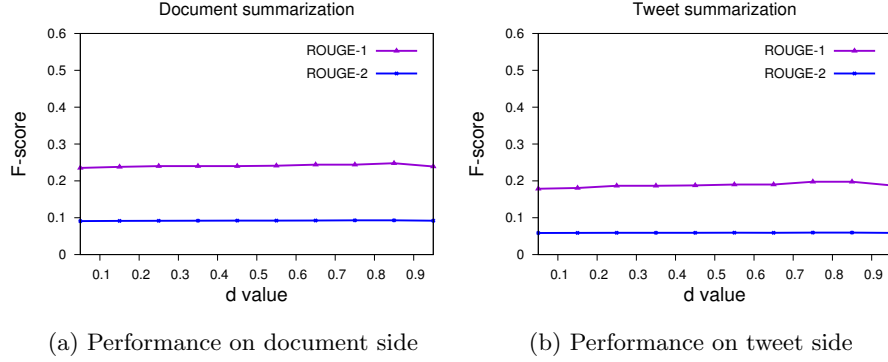 Document summarization
0.6
0.5
0.4
0.3
0.2
0.1
0
F-score
ROUGE-1
ROUGE-2
0.1 0.2 0.3 0.4 0.5 0.6 0.7 0.8 0.9
d value
(a) Performance on document side
Tweet summarization
0.6
0.5
0.4
0.3
0.2
0.1
0
F-score
ROUGE-1
ROUGE-2
0.1 0.2 0.3 0.4 0.5 0.6 0.7 0.8 0.9
d value
(b) Performance on tweet side